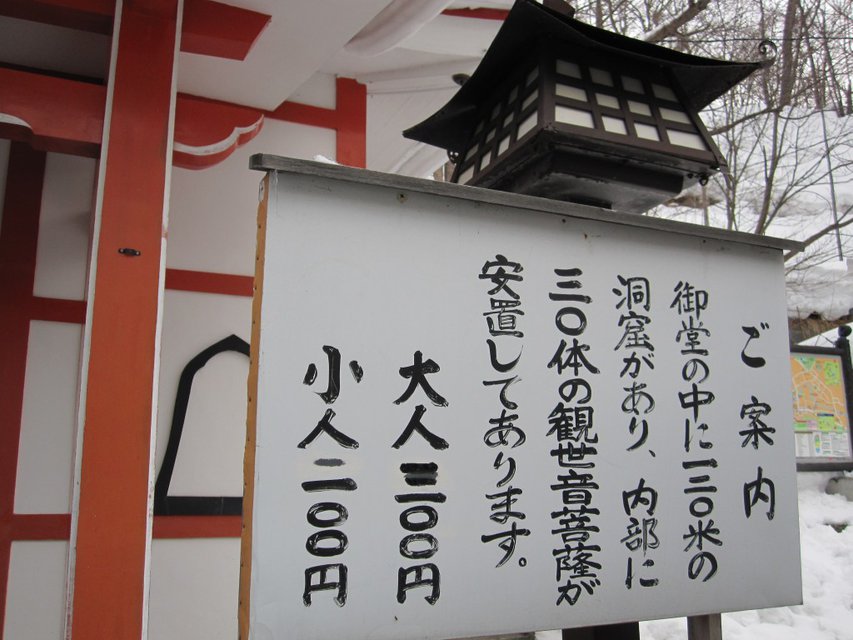 ご案内
御堂の中に一二〇米の
洞窟があり、内部に
三〇体の観世音菩薩が
安置してあります。
大人三〇〇円
小人二〇〇円